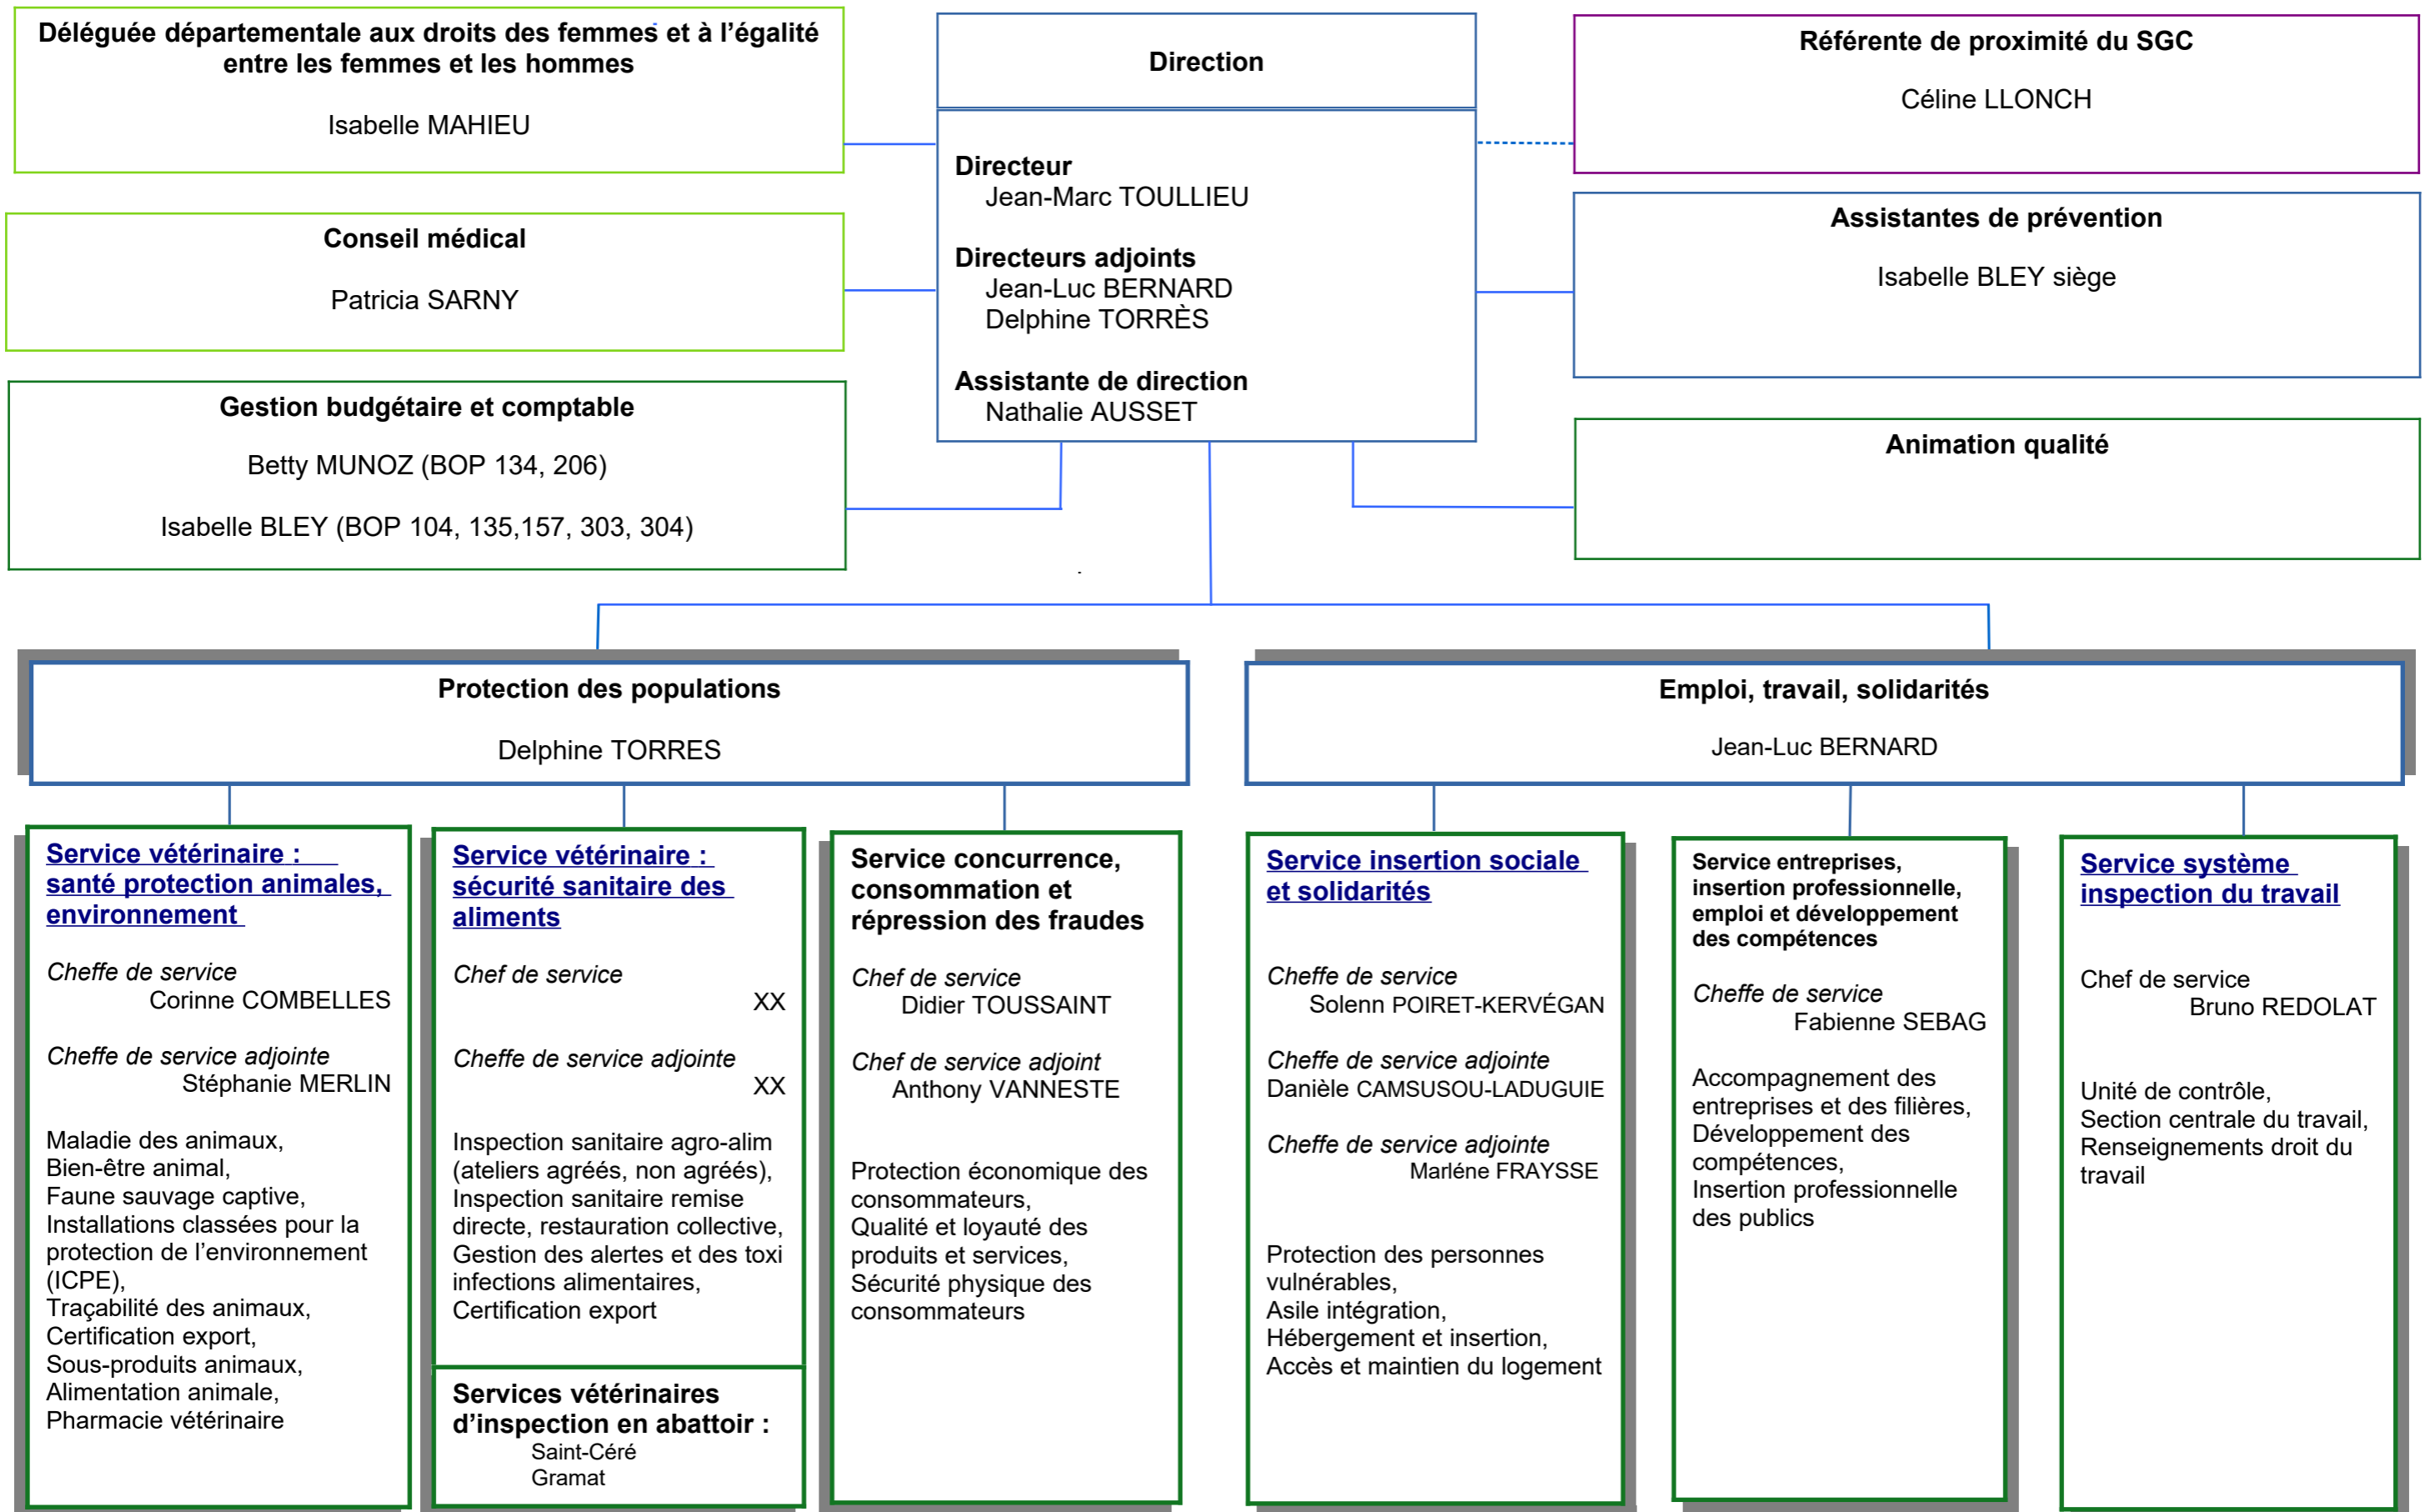 Déléguée départementale aux droits des femmes et à l'égalité
entre les femmes et les hommes
Isabelle MAHIEU
Direction
Référente de proximité du SGC
Céline LLONCH
Directeur
Jean-Marc TOULLIEU
Directeurs adjoints
Jean-Luc BERNARD
Delphine TORRÈS
Assistante de direction
Nathalie AUSSET
Conseil médical
Patricia SARNY
Assistantes de prévention
Isabelle BLEY siège
Gestion budgétaire et comptable
Betty MUNOZ (BOP 134, 206)
Isabelle BLEY (BOP 104, 135,157, 303, 304)
Animation qualité
Protection des populations
Delphine TORRES
Emploi, travail, solidarités
Jean-Luc BERNARD
Service vétérinaire :
santé protection animales,
environnement
Cheffe de service
Corinne COMBELLES
Cheffe de service adjointe
Stéphanie MERLIN
Maladie des animaux,
Bien-être animal,
Faune sauvage captive,
Installations classées pour la
protection de l'environnement
(ICPE),
Traçabilité des animaux,
Certification export,
Sous-produits animaux,
Alimentation animale,
Pharmacie vétérinaire
Service vétérinaire :
sécurité sanitaire des
aliments
Chef de service
XX
Cheffe de service adjointe
XX
Inspection sanitaire agro-alim
(ateliers agréés, non agréés),
Inspection sanitaire remise
directe, restauration collective,
Gestion des alertes et des toxi
infections alimentaires,
Certification export
Services vétérinaires
d'inspection en abattoir :
Saint-Céré
Gramat
Service concurrence,
consommation et
répression des fraudes
Chef de service
Didier TOUSSAINT
Chef de service adjoint
Anthony VANNESTE
Protection économique des
consommateurs,
Qualité et loyauté des
produits et services,
Sécurité physique des
consommateurs
Service insertion sociale
et solidarités
Cheffe de service
Solenn POIRET-KERVÉGAN
Cheffe de service adjointe
Danièle CAMSUSOU-LADUGUIE
Cheffe de service adjointe
Marléne FRAYSSE
Protection des personnes
vulnérables,
Asile intégration,
Hébergement et insertion,
Accès et maintien du logement
Service entreprises,
insertion professionnelle,
emploi et développement
des compétences
Cheffe de service
Fabienne SEBAG
Accompagnement des
entreprises et des filières,
Développement des
compétences,
Insertion professionnelle
des publics
Service système
inspection du travail
Chef de service
Bruno REDOLAT
Unité de contrôle,
Section centrale du travail,
Renseignements droit du
travail